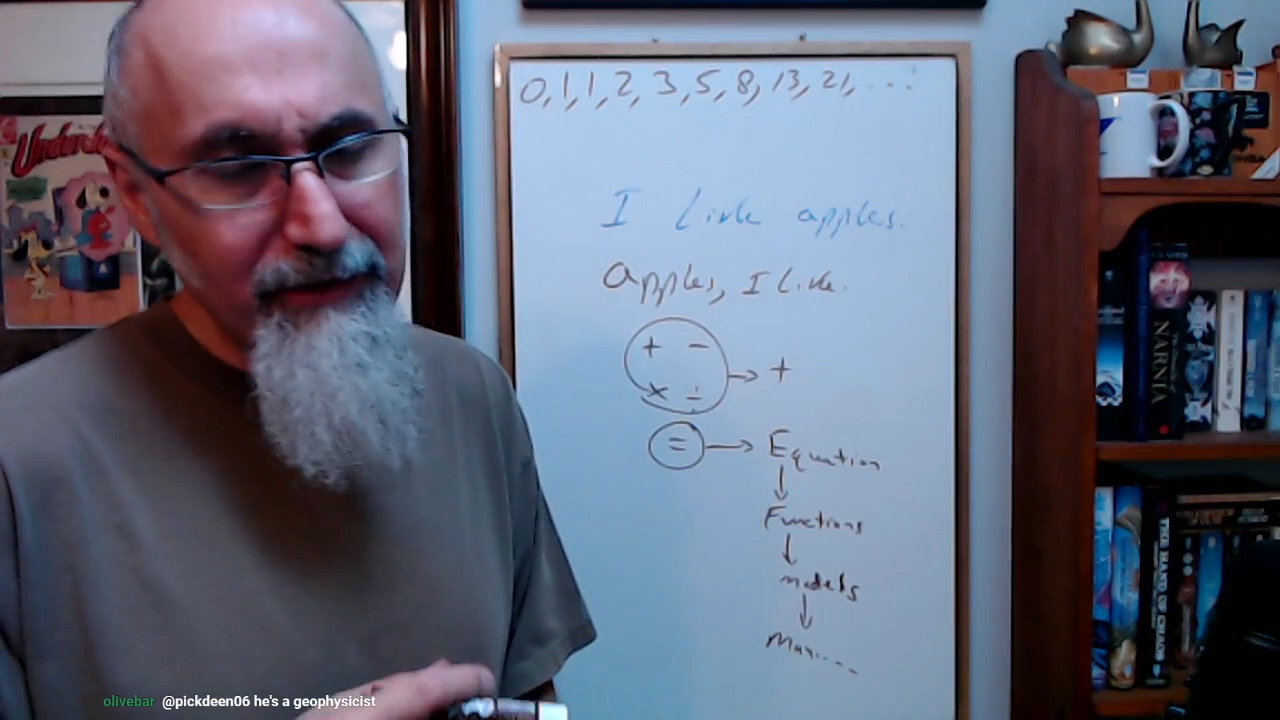 0, 1, 1, 2, 3, 5, 8, 13, 21, ...
I Like apples.
Apples, I Like.
+ −
→ +
× ÷
= → Equation
↓
Functions
↓
models
↓
NARNIA
olivebar @pickdeen06 he's a geophysicist